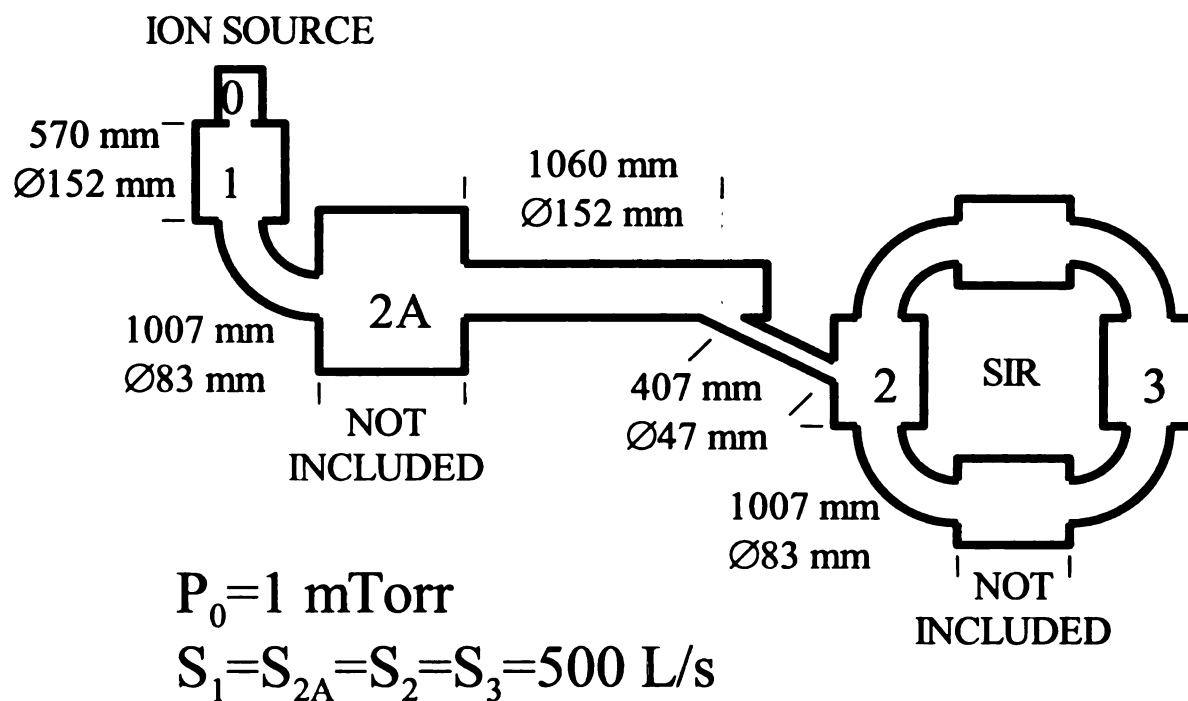 ION SOURCE
0
570 mm
Ø152 mm
1
1060 mm
Ø152 mm
2A
1007 mm
Ø83 mm
NOT
INCLUDED
407 mm
Ø47 mm
2
SIR
3
1007 mm
Ø83 mm
NOT
INCLUDED
P₀=1 mTorr
S₁=S₂A=S₂=S₃=500 L/s